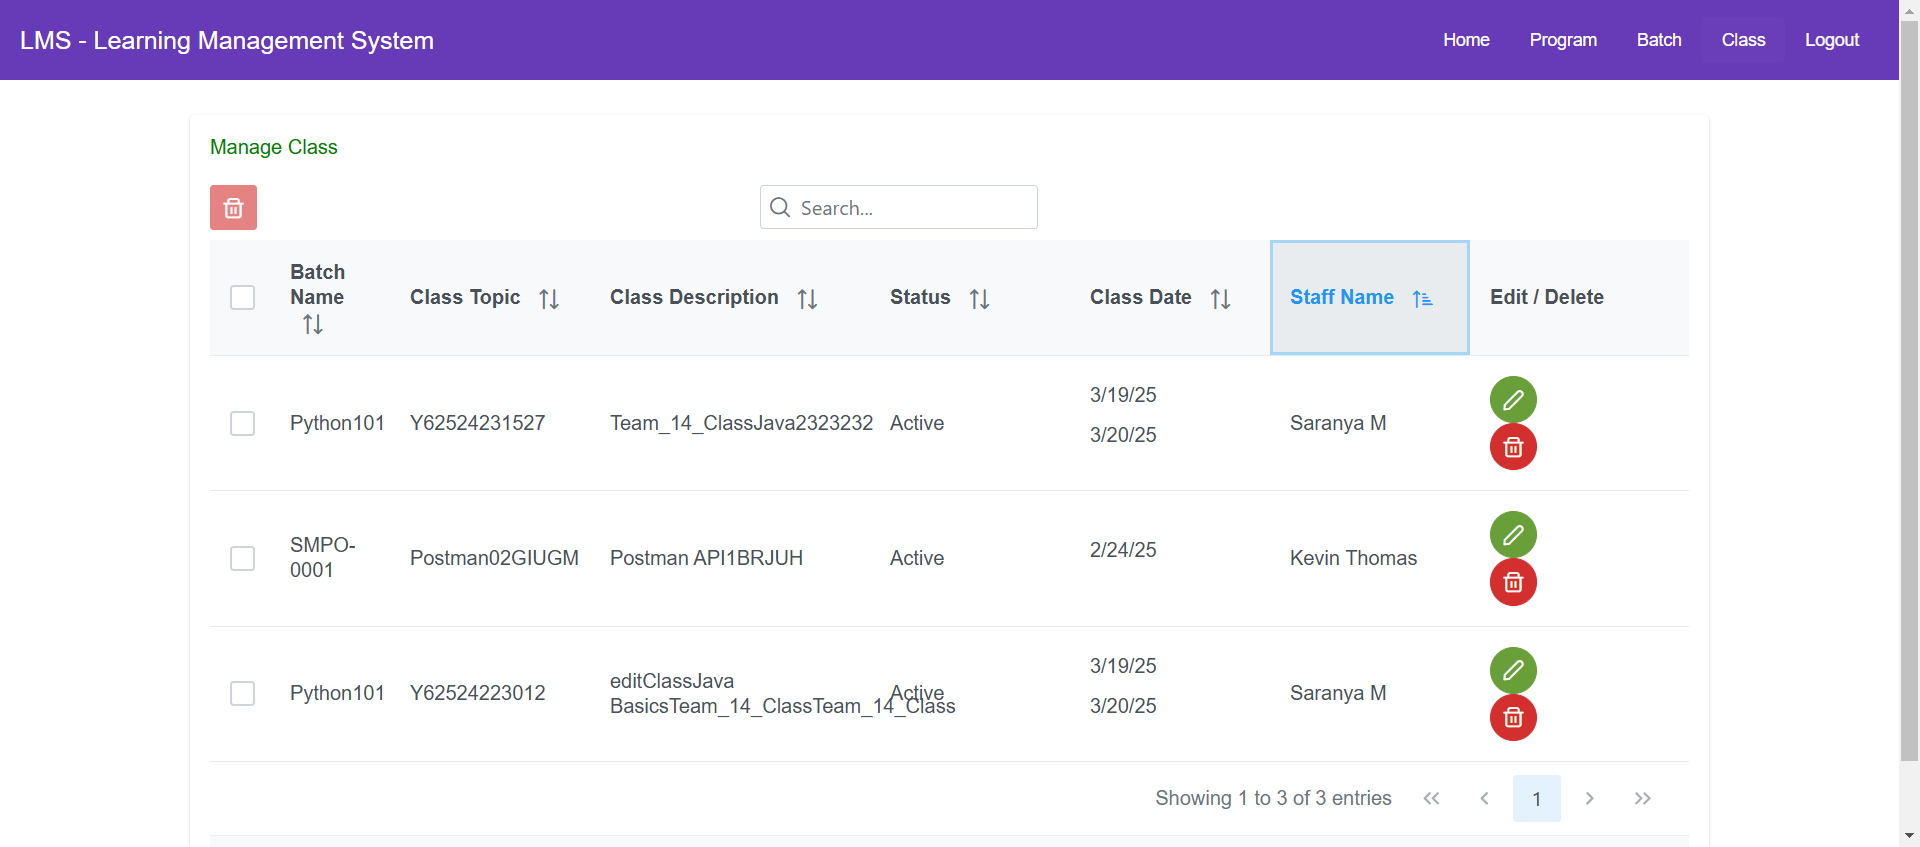 LMS - Learning Management System
Home Program Batch Class Logout
Manage Class
Search...
Batch Name Class Topic Class Description Status Class Date Staff Name Edit / Delete
Python101 Y62524231527 Team_14_ClassJava2323232 Active 3/19/25 3/20/25 Saranya M
SMPO-0001 Postman02GIUGM Postman API1BRJUH Active 2/24/25 Kevin Thomas
Python101 Y62524223012 editClassJava BasicsTeam_14_ClassTeam_14_Class Active 3/19/25 3/20/25 Saranya M
Showing 1 to 3 of 3 entries << < 1 > >>